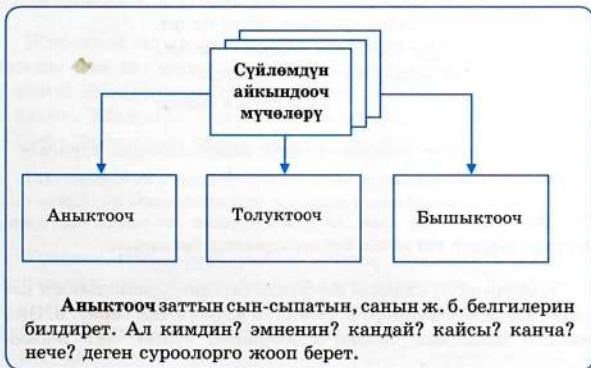 Сүйлөмдүн
айкындооч
мүчөлөрү
Аныктооч
Толуктооч
Бышыктооч
Аныктооч заттын сын-сыпатын, санын ж. б. белгилерин
билдирет. Ал кимдин? эмненин? кандай? кайсы? канча?
нече? деген суроолорго жооп берет.